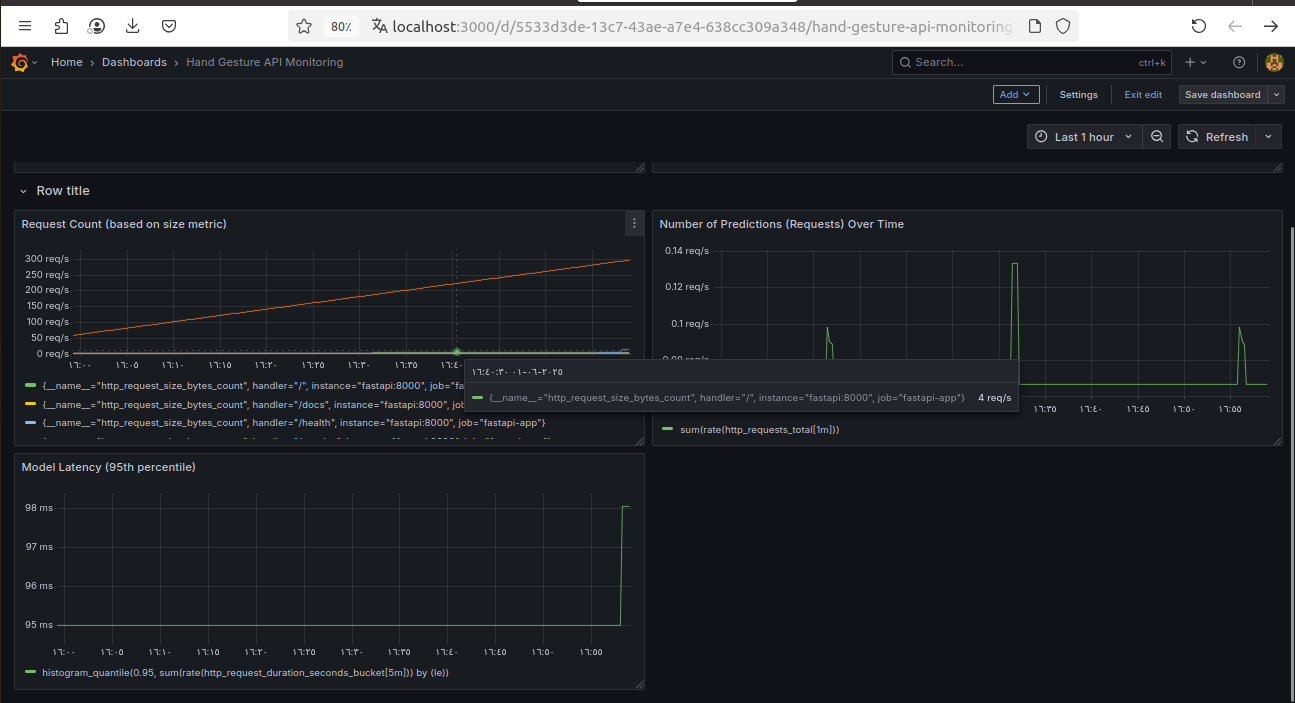 80%
localhost:3000/d/5533d3de-13c7-43ae-a7e4-638cc309a348/hand-gesture-api-monitoring
Home › Dashboards › Hand Gesture API Monitoring
Search...
ctrl+k
Add
Settings
Exit edit
Save dashboard
Last 1 hour
Refresh
Row title
Request Count (based on size metric)
300 req/s
250 req/s
200 req/s
150 req/s
100 req/s
50 req/s
0 req/s
١٦:٠٠ ١٦:٠٥ ١٦:١٠ ١٦:١٥ ١٦:٢٠ ١٦:٢٥ ١٦:٣٠ ١٦:٣٥ ١٦:٤٠
{__name__="http_request_size_bytes_count", handler="/", instance="fastapi:8000", job="fa
{__name__="http_request_size_bytes_count", handler="/docs", instance="fastapi:8000", job
{__name__="http_request_size_bytes_count", handler="/health", instance="fastapi:8000", job="fastapi-app"}
٢٠٢٥-٠٦-٠١ ١٦:٤٠:٣٠
{__name__="http_request_size_bytes_count", handler="/", instance="fastapi:8000", job="fastapi-app"} 4 req/s
Number of Predictions (Requests) Over Time
0.14 req/s
0.12 req/s
0.1 req/s
١٦:٣٥ ١٦:٤٠ ١٦:٤٥ ١٦:٥٠ ١٦:٥٥
sum(rate(http_requests_total[1m]))
Model Latency (95th percentile)
98 ms
97 ms
96 ms
95 ms
١٦:٠٠ ١٦:٠٥ ١٦:١٠ ١٦:١٥ ١٦:٢٠ ١٦:٢٥ ١٦:٣٠ ١٦:٣٥ ١٦:٤٠ ١٦:٤٥ ١٦:٥٠ ١٦:٥٥
histogram_quantile(0.95, sum(rate(http_request_duration_seconds_bucket[5m])) by (le))